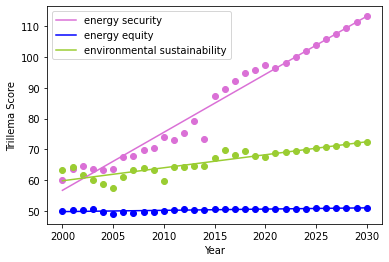 energy security
energy equity
environmental sustainability
110
100
90
80
70
60
50
Trillema Score
2000 2005 2010 2015 2020 2025 2030
Year